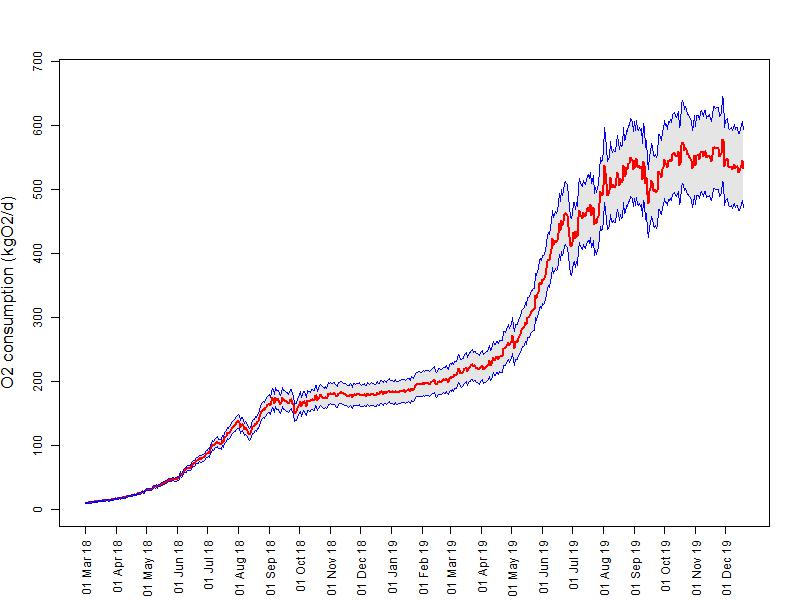 O2 consumption (kgO2/d)
700
600
500
400
300
200
100
0
01 Mar 18
01 Apr 18
01 May 18
01 Jun 18
01 Jul 18
01 Aug 18
01 Sep 18
01 Oct 18
01 Nov 18
01 Dec 18
01 Jan 19
01 Feb 19
01 Mar 19
01 Apr 19
01 May 19
01 Jun 19
01 Jul 19
01 Aug 19
01 Sep 19
01 Oct 19
01 Nov 19
01 Dec 19